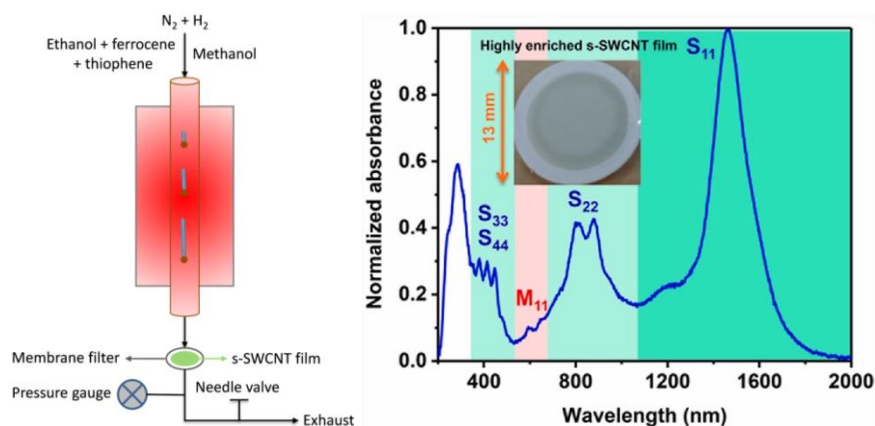 N₂ + H₂
Ethanol + ferrocene
+ thiophene
Methanol
Membrane filter
s-SWCNT film
Pressure gauge
Needle valve
Exhaust
Normalized absorbance
1.0
0.8
0.6
0.4
0.2
0.0
Highly enriched s-SWCNT film
13 mm
S₁₁
S₃₃
S₄₄
M₁₁
S₂₂
400
800
1200
1600
2000
Wavelength (nm)